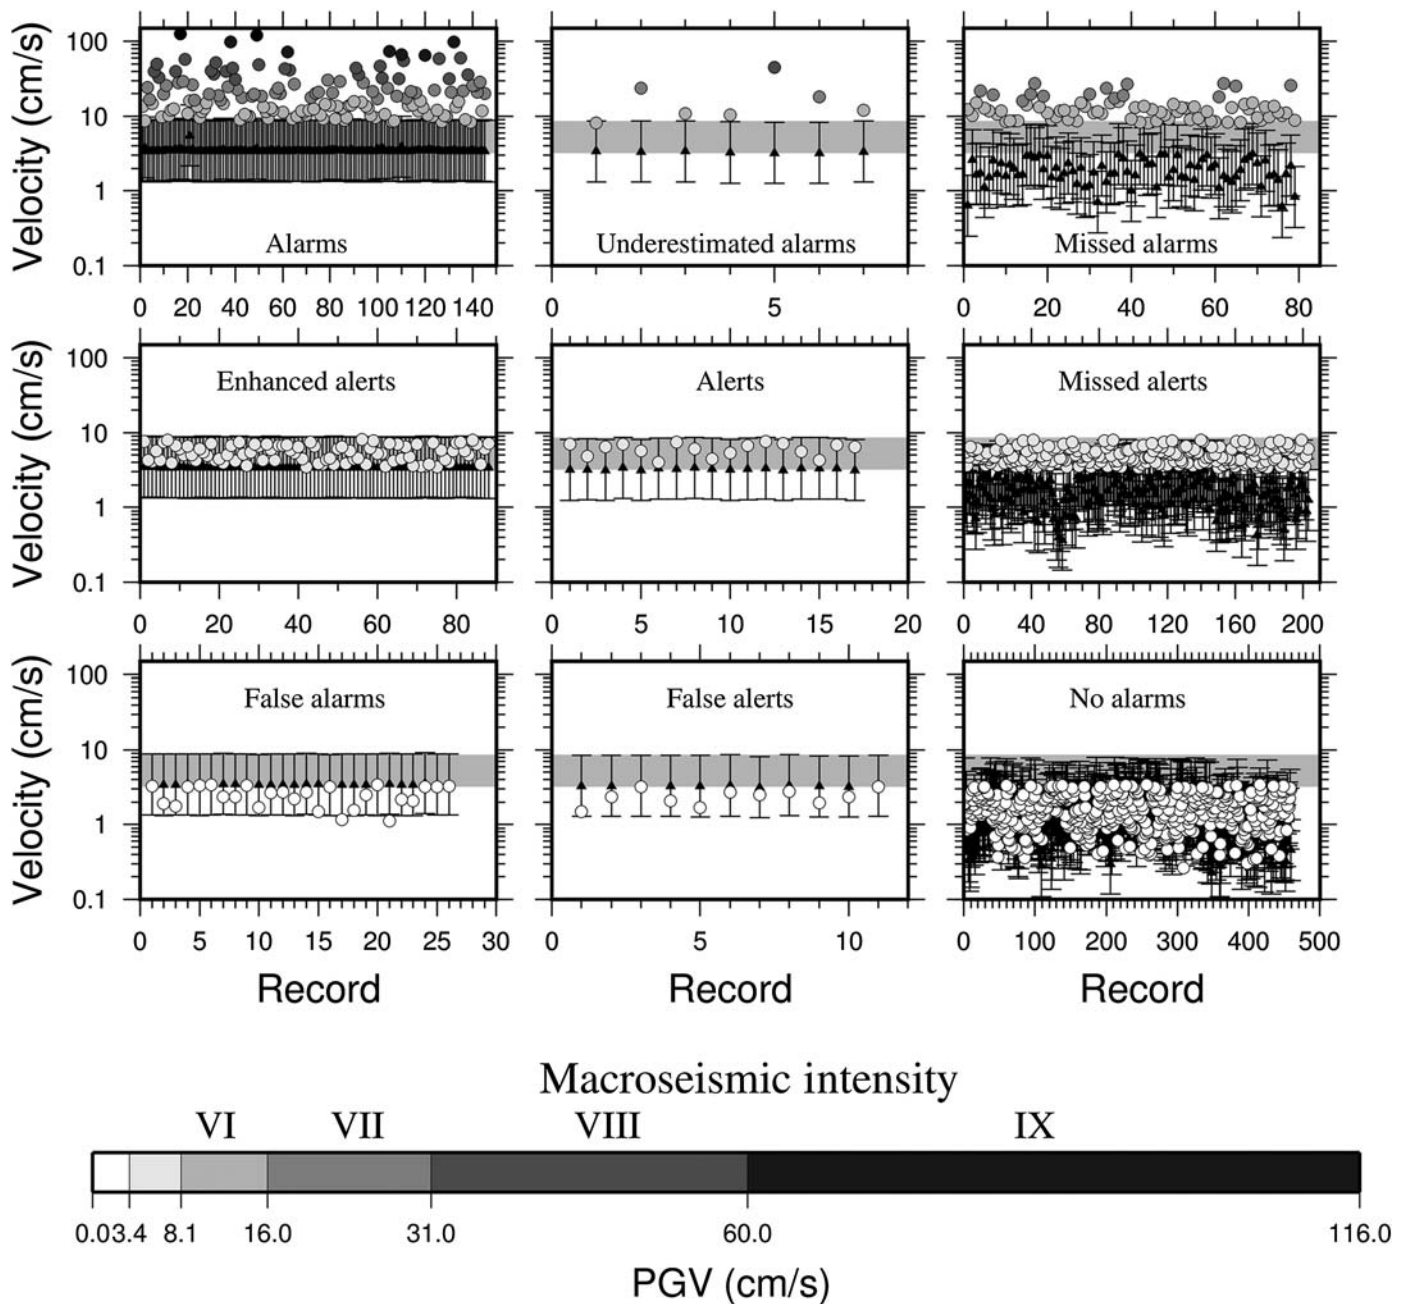 Velocity (cm/s)
100
10
1
0.1
Alarms
Underestimated alarms
Missed alarms
0 20 40 60 80 100 120 140
0 5
0 20 40 60 80
Velocity (cm/s)
100
10
1
0.1
Enhanced alerts
Alerts
Missed alerts
0 20 40 60 80
0 5 10 15 20
0 40 80 120 160 200
Velocity (cm/s)
100
10
1
0.1
False alarms
False alerts
No alarms
0 5 10 15 20 25 30
0 5 10
0 100 200 300 400 500
Record
Record
Record
Macroseismic intensity
VI VII VIII IX
0.0 3.4 8.1 16.0 31.0 60.0 116.0
PGV (cm/s)